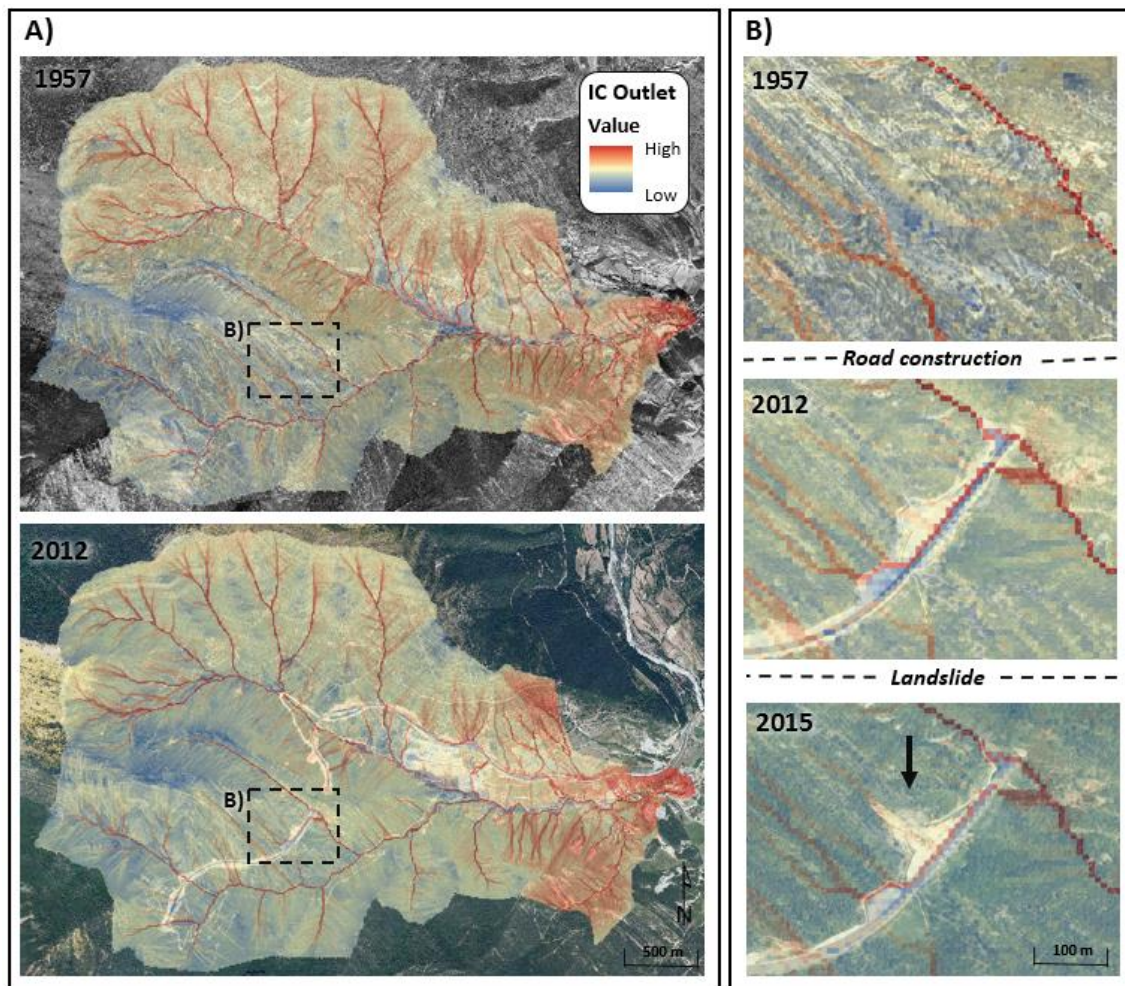 A)
1957
IC Outlet
Value
High
Low
B)
2012
B)
N
500 m
B)
1957
Road construction
2012
Landslide
2015
100 m